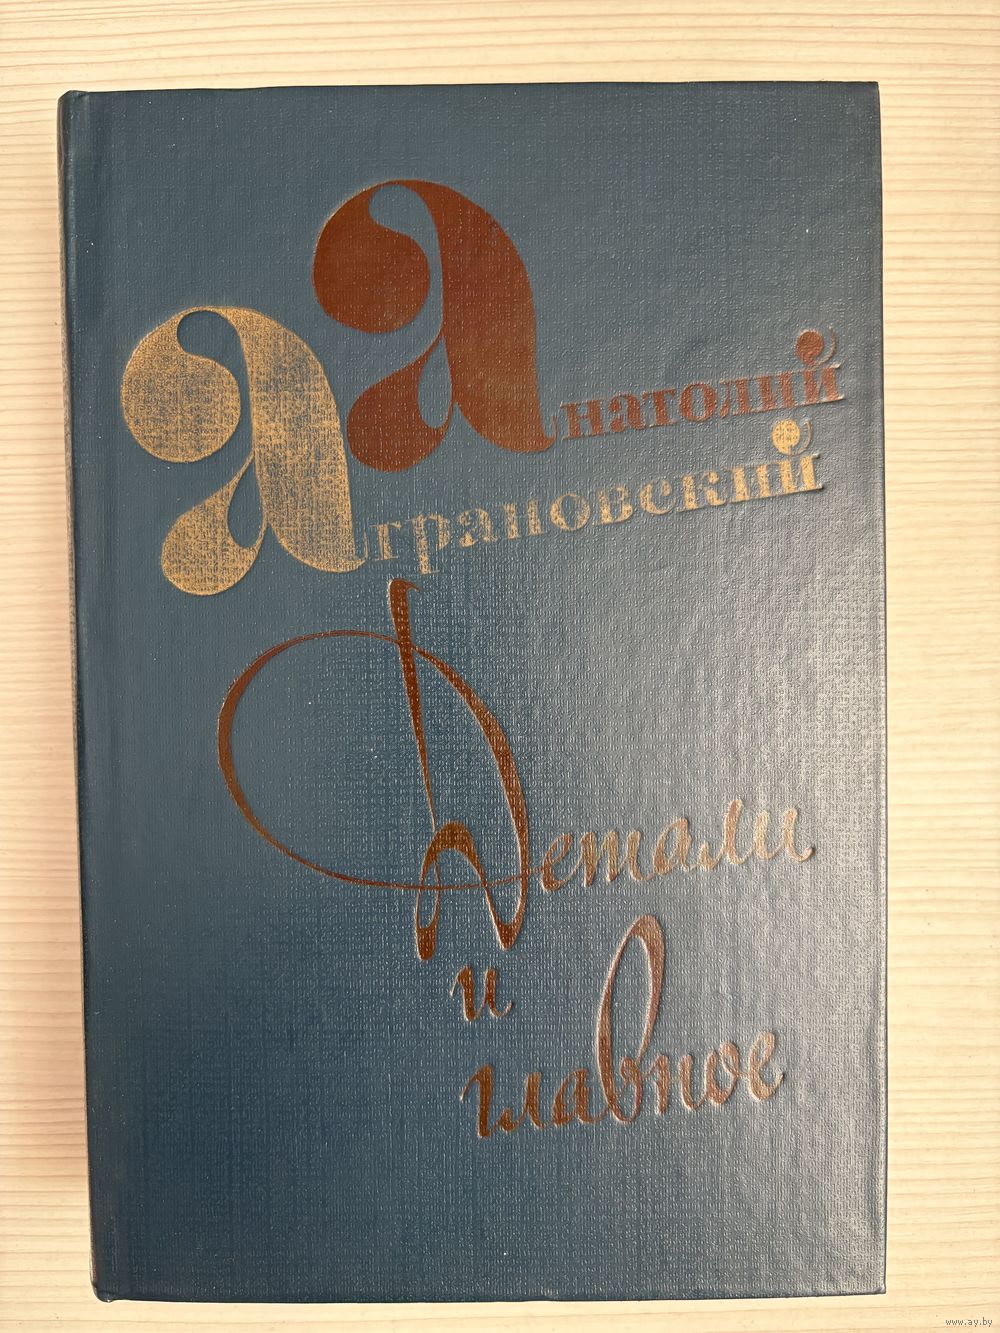 Анатолий
Аграновский
Детали
и
главное
www.ay.by